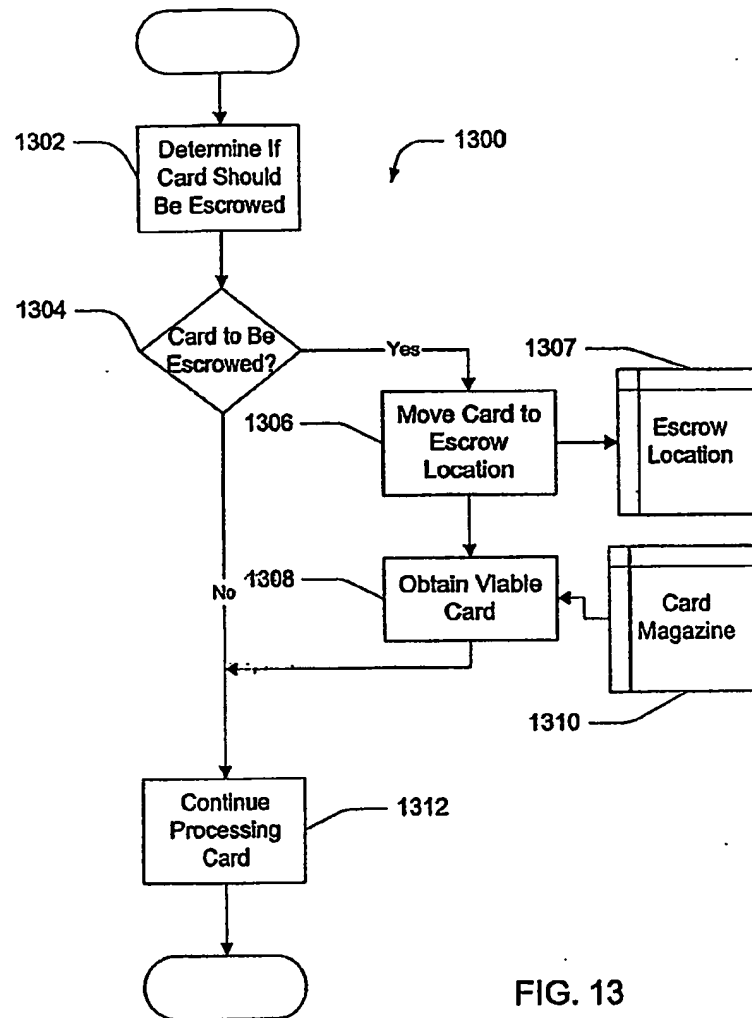 1302
Determine If
Card Should
Be Escrowed
1300
1304
Card to Be
Escrowed?
Yes
1307
1306
Move Card to
Escrow
Location
Escrow
Location
No
1308
Obtain Viable
Card
Card
Magazine
1310
Continue
Processing
Card
1312
FIG. 13